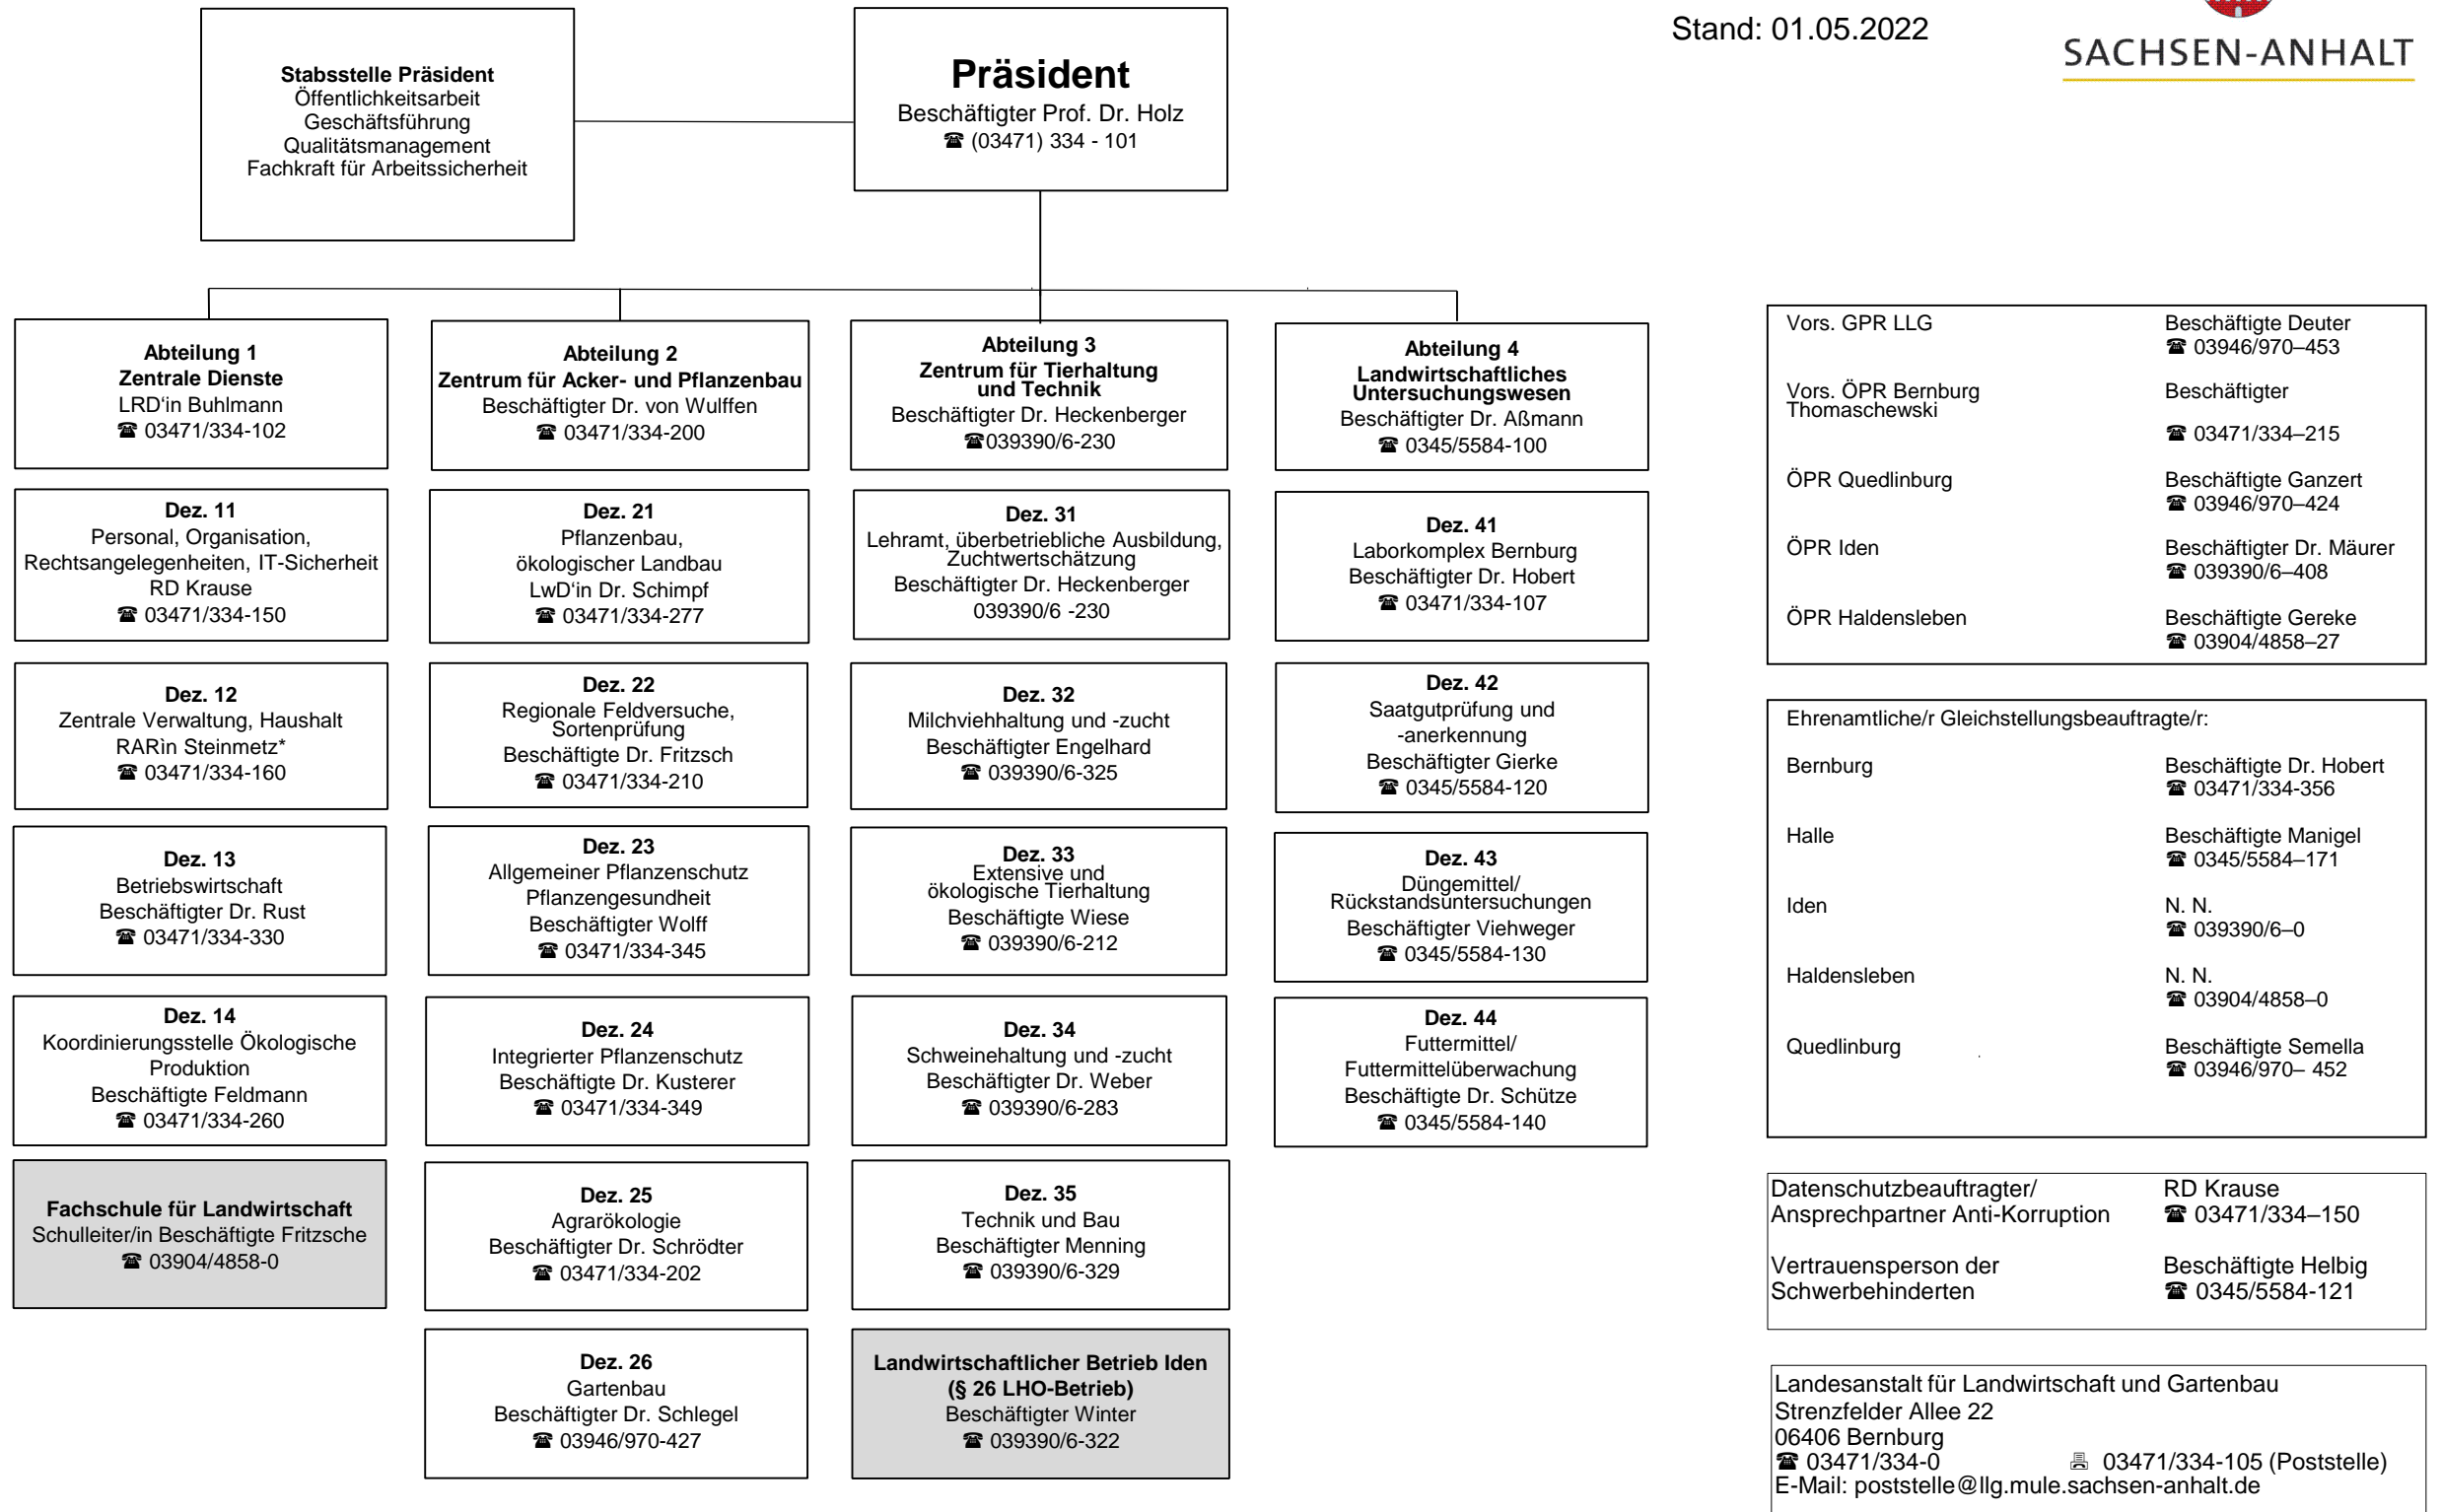 Stand: 01.05.2022
SACHSEN-ANHALT
Stabsstelle Präsident
Öffentlichkeitsarbeit
Geschäftsführung
Qualitätsmanagement
Fachkraft für Arbeitssicherheit
Präsident
Beschäftigter Prof. Dr. Holz
☎ (03471) 334 - 101
Abteilung 1
Zentrale Dienste
LRD‘in Buhlmann
☎ 03471/334-102
Dez. 11
Personal, Organisation,
Rechtsangelegenheiten, IT-Sicherheit
RD Krause
☎ 03471/334-150
Dez. 12
Zentrale Verwaltung, Haushalt
RARìn Steinmetz*
☎ 03471/334-160
Dez. 13
Betriebswirtschaft
Beschäftigter Dr. Rust
☎ 03471/334-330
Dez. 14
Koordinierungsstelle Ökologische
Produktion
Beschäftigte Feldmann
☎ 03471/334-260
Fachschule für Landwirtschaft
Schulleiter/in Beschäftigte Fritzsche
☎ 03904/4858-0
Abteilung 2
Zentrum für Acker- und Pflanzenbau
Beschäftigter Dr. von Wulffen
☎ 03471/334-200
Dez. 21
Pflanzenbau,
ökologischer Landbau
LwD‘in Dr. Schimpf
☎ 03471/334-277
Dez. 22
Regionale Feldversuche,
Sortenprüfung
Beschäftigte Dr. Fritzsch
☎ 03471/334-210
Dez. 23
Allgemeiner Pflanzenschutz
Pflanzengesundheit
Beschäftigter Wolff
☎ 03471/334-345
Dez. 24
Integrierter Pflanzenschutz
Beschäftigte Dr. Kusterer
☎ 03471/334-349
Dez. 25
Agrarökologie
Beschäftigter Dr. Schrödter
☎ 03471/334-202
Dez. 26
Gartenbau
Beschäftigter Dr. Schlegel
☎ 03946/970-427
Abteilung 3
Zentrum für Tierhaltung
und Technik
Beschäftigter Dr. Heckenberger
☎039390/6-230
Dez. 31
Lehramt, überbetriebliche Ausbildung,
Zuchtwertschätzung
Beschäftigter Dr. Heckenberger
039390/6 -230
Dez. 32
Milchviehhaltung und -zucht
Beschäftigter Engelhard
☎ 039390/6-325
Dez. 33
Extensive und
ökologische Tierhaltung
Beschäftigte Wiese
☎ 039390/6-212
Dez. 34
Schweinehaltung und -zucht
Beschäftigter Dr. Weber
☎ 039390/6-283
Dez. 35
Technik und Bau
Beschäftigter Menning
☎ 039390/6-329
Landwirtschaftlicher Betrieb Iden
(§ 26 LHO-Betrieb)
Beschäftigter Winter
☎ 039390/6-322
Abteilung 4
Landwirtschaftliches
Untersuchungswesen
Beschäftigter Dr. Aßmann
☎ 0345/5584-100
Dez. 41
Laborkomplex Bernburg
Beschäftigter Dr. Hobert
☎ 03471/334-107
Dez. 42
Saatgutprüfung und
-anerkennung
Beschäftigter Gierke
☎ 0345/5584-120
Dez. 43
Düngemittel/
Rückstandsuntersuchungen
Beschäftigter Viehweger
☎ 0345/5584-130
Dez. 44
Futtermittel/
Futtermittelüberwachung
Beschäftigte Dr. Schütze
☎ 0345/5584-140
Vors. GPR LLG Beschäftigte Deuter
☎ 03946/970–453
Vors. ÖPR Bernburg Beschäftigter
Thomaschewski
☎ 03471/334–215
ÖPR Quedlinburg Beschäftigte Ganzert
☎ 03946/970–424
ÖPR Iden Beschäftigter Dr. Mäurer
☎ 039390/6–408
ÖPR Haldensleben Beschäftigte Gereke
☎ 03904/4858–27
Ehrenamtliche/r Gleichstellungsbeauftragte/r:
Bernburg Beschäftigte Dr. Hobert
☎ 03471/334-356
Halle Beschäftigte Manigel
☎ 0345/5584–171
Iden N. N.
☎ 039390/6–0
Haldensleben N. N.
☎ 03904/4858–0
Quedlinburg Beschäftigte Semella
☎ 03946/970– 452
Datenschutzbeauftragter/ RD Krause
Ansprechpartner Anti-Korruption ☎ 03471/334–150
Vertrauensperson der Beschäftigte Helbig
Schwerbehinderten ☎ 0345/5584-121
Landesanstalt für Landwirtschaft und Gartenbau
Strenzfelder Allee 22
06406 Bernburg
☎ 03471/334-0 03471/334-105 (Poststelle)
E-Mail: poststelle@llg.mule.sachsen-anhalt.de